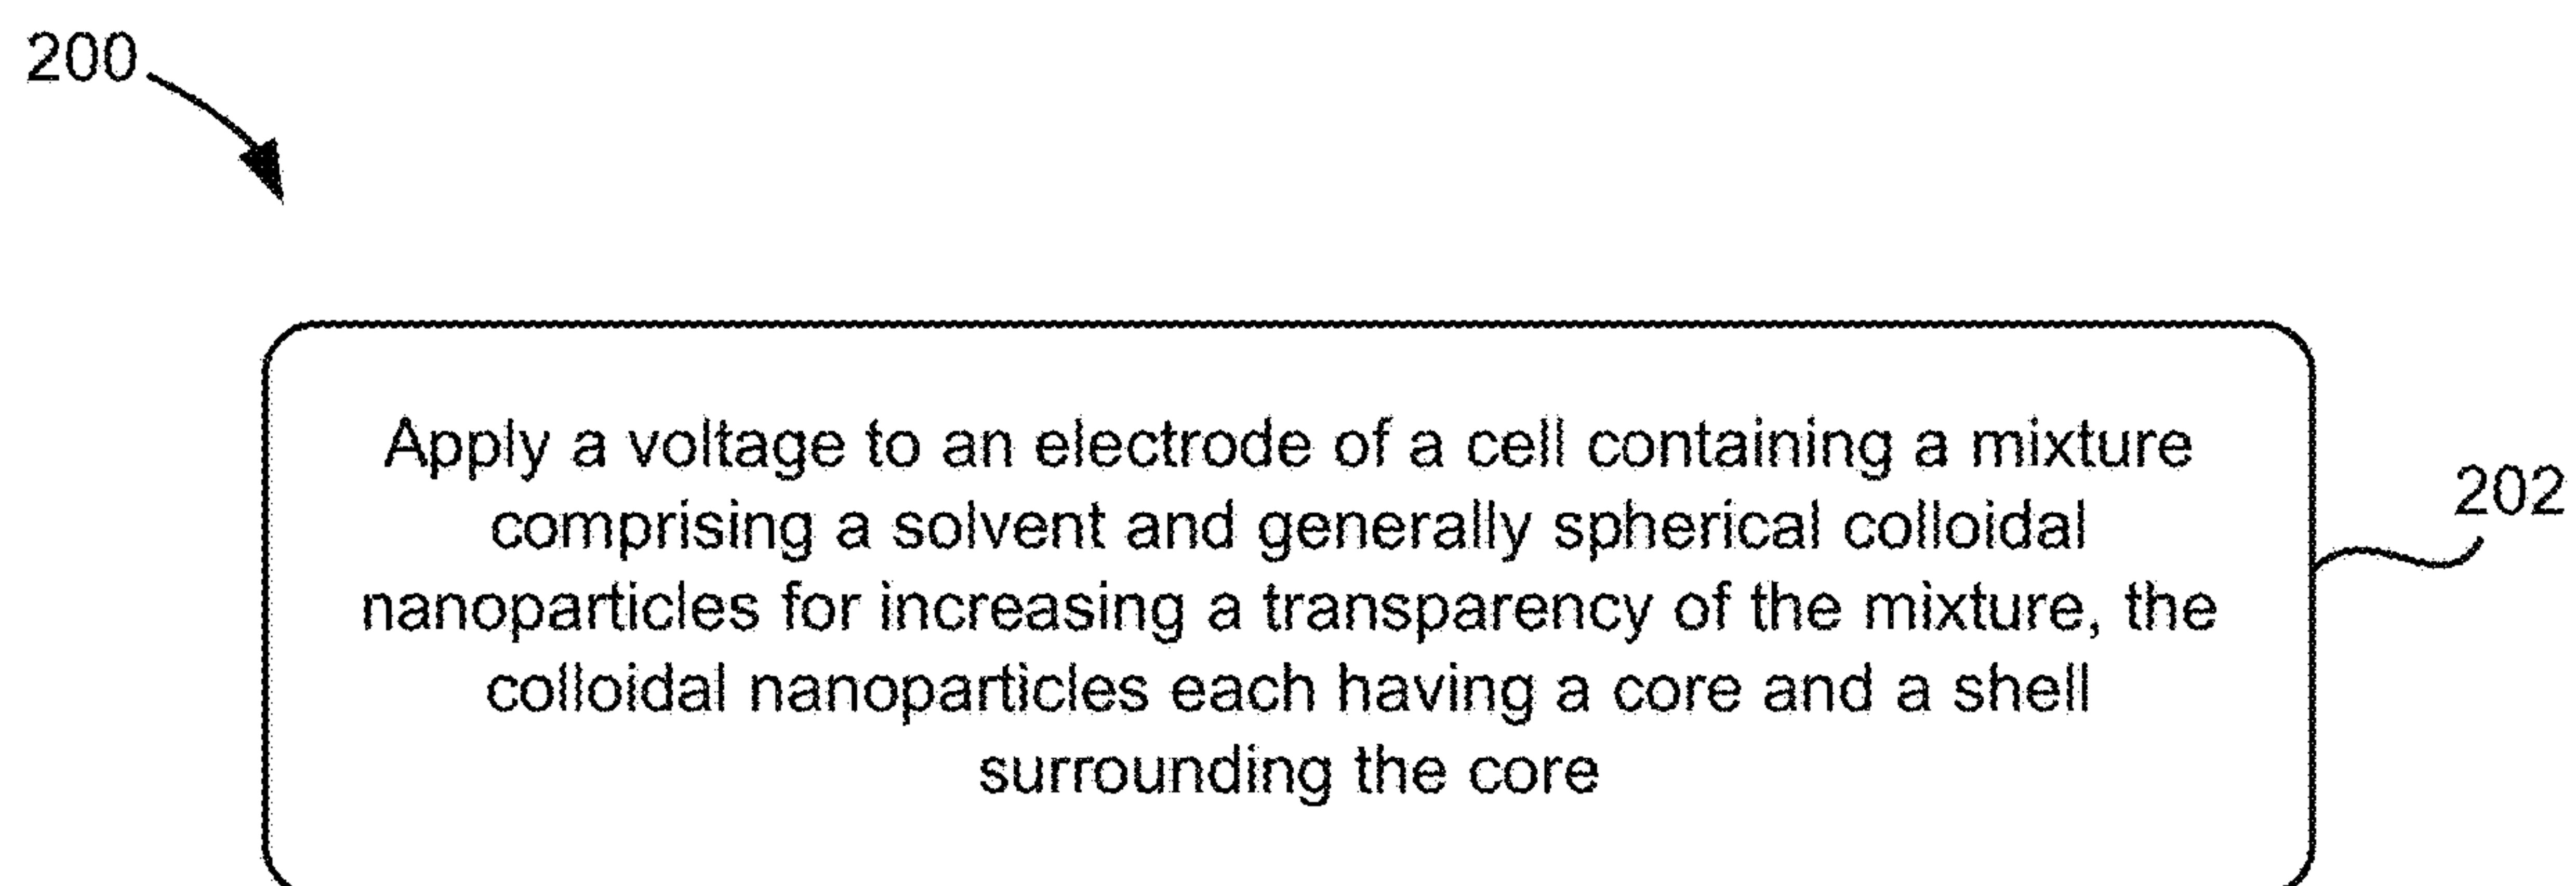 200
Apply a voltage to an electrode of a cell containing a mixture
comprising a solvent and generally spherical colloidal
nanoparticles for increasing a transparency of the mixture, the
colloidal nanoparticles each having a core and a shell
surrounding the core
202